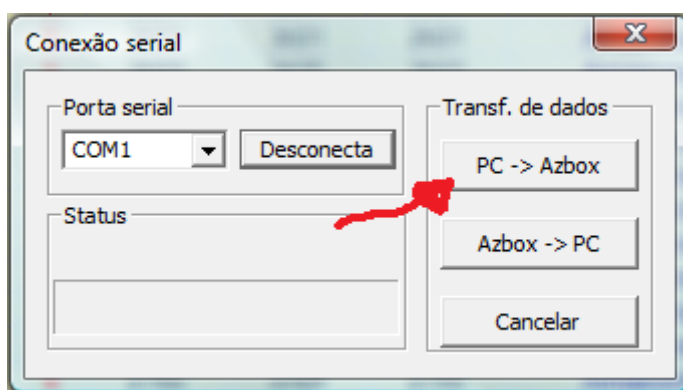 Conexão serial
Porta serial
COM1
Desconecta
Status
Transf. de dados
PC -> Azbox
Azbox -> PC
Cancelar